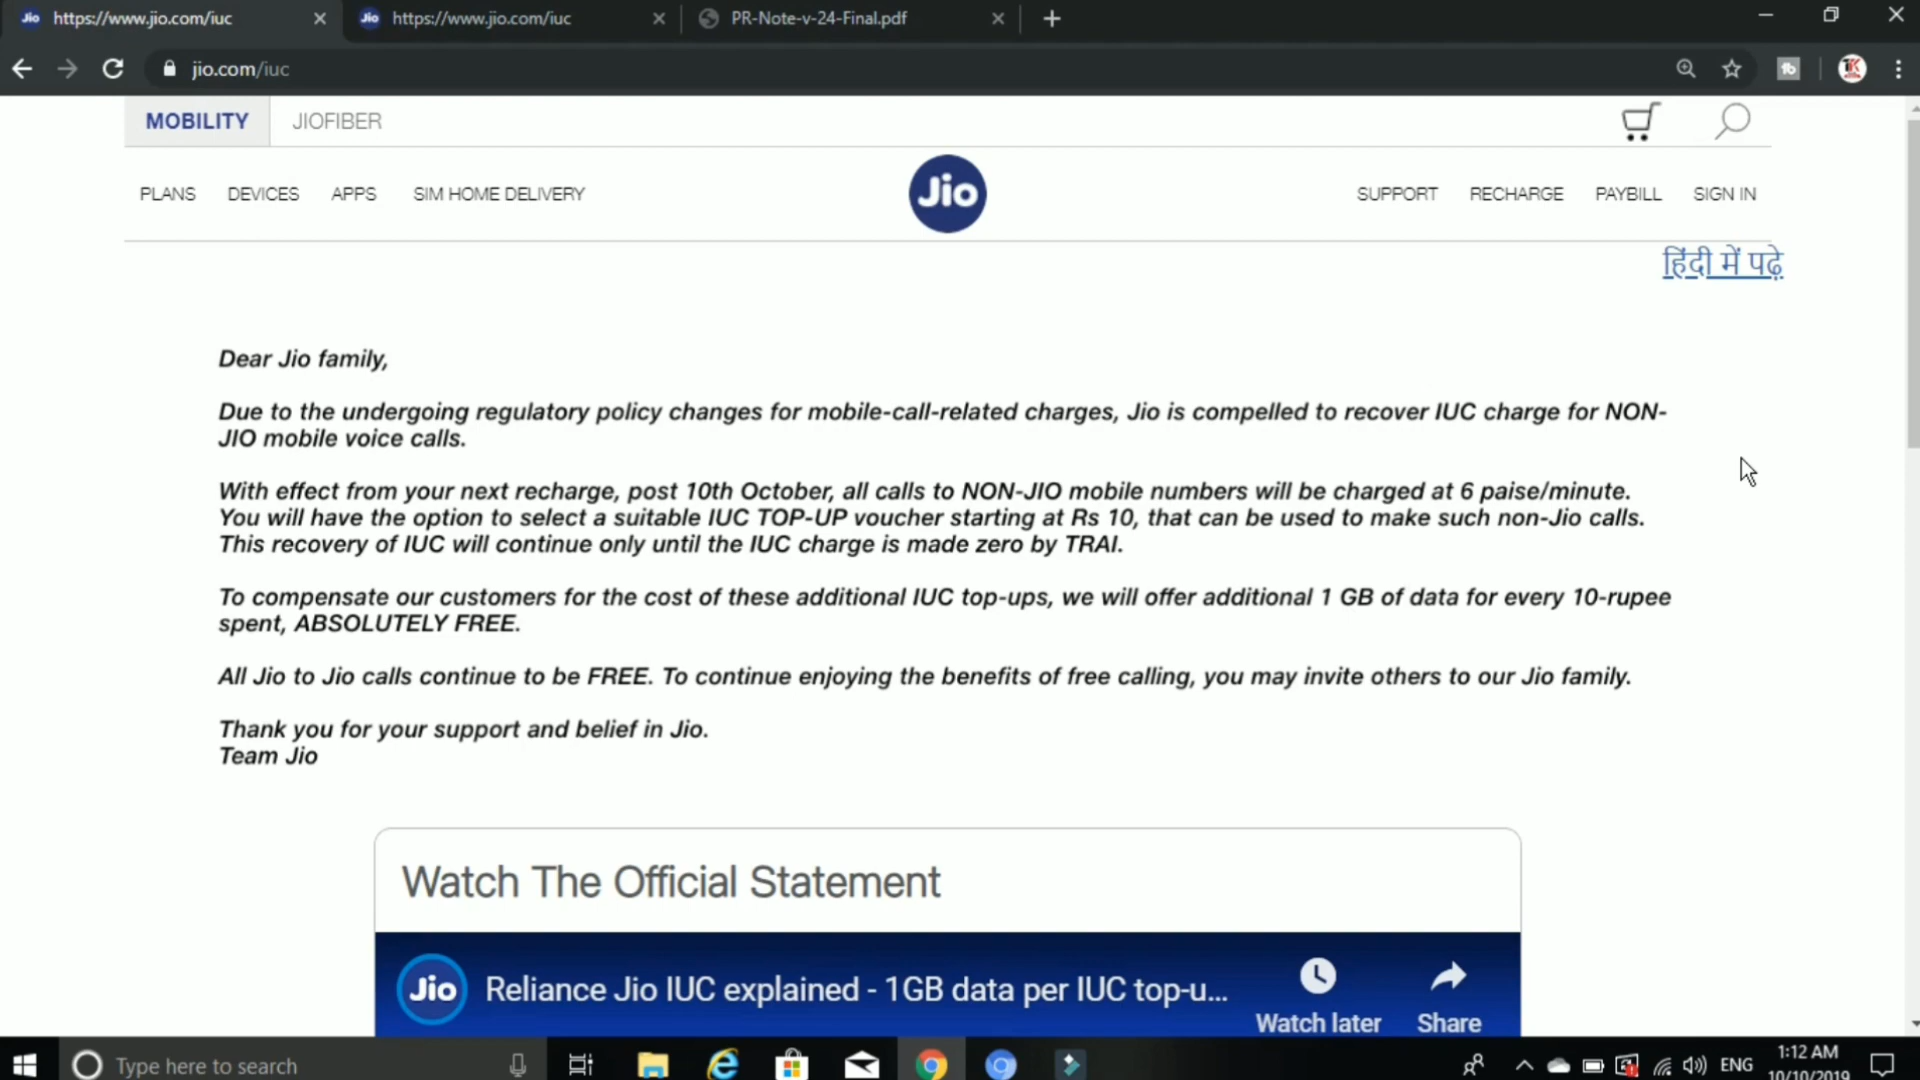 https://www.jio.com/iuc
https://www.jio.com/iuc
PR-Note-v-24-Final.pdf
jio.com/iuc
MOBILITY JIOFIBER
PLANS DEVICES APPS SIM HOME DELIVERY Jio SUPPORT RECHARGE PAYBILL SIGN IN
हिंदी में पढ़े
Dear Jio family,
Due to the undergoing regulatory policy changes for mobile-call-related charges, Jio is compelled to recover IUC charge for NON-
JIO mobile voice calls.
With effect from your next recharge, post 10th October, all calls to NON-JIO mobile numbers will be charged at 6 paise/minute.
You will have the option to select a suitable IUC TOP-UP voucher starting at Rs 10, that can be used to make such non-Jio calls.
This recovery of IUC will continue only until the IUC charge is made zero by TRAI.
To compensate our customers for the cost of these additional IUC top-ups, we will offer additional 1 GB of data for every 10-rupee
spent, ABSOLUTELY FREE.
All Jio to Jio calls continue to be FREE. To continue enjoying the benefits of free calling, you may invite others to our Jio family.
Thank you for your support and belief in Jio.
Team Jio
Watch The Official Statement
Jio Reliance Jio IUC explained - 1GB data per IUC top-u...
Watch later Share
Type here to search
ENG
1:12 AM
10/10/2019